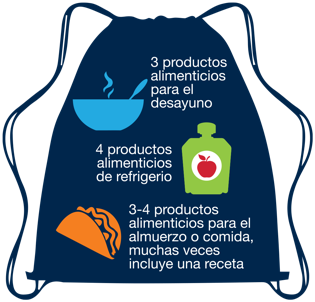 3 productos
alimenticios
para el
desayuno
4 productos
alimenticios
de refrigerio
3-4 productos
alimenticios para el
almuerzo o comida,
muchas veces
incluye una receta